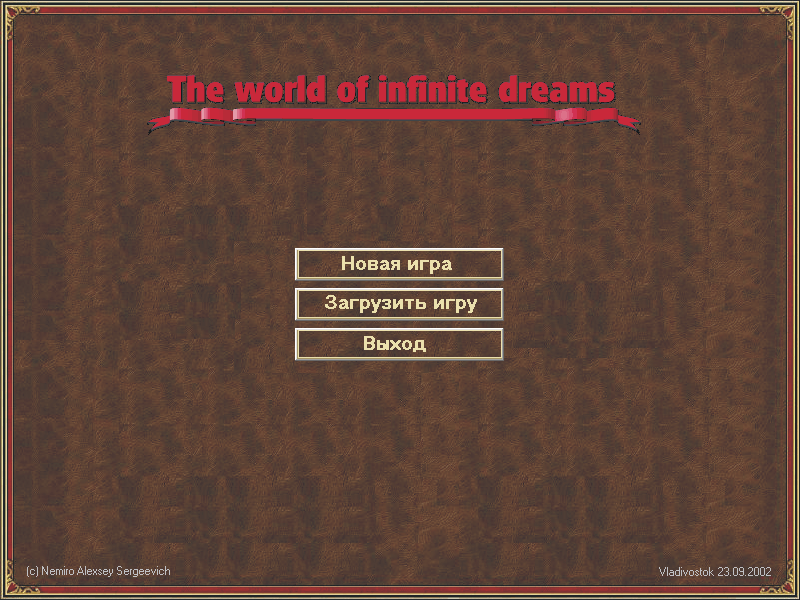 The world of infinite dreams
Новая игра
Загрузить игру
Выход
(c) Nemiro Alexsey Sergeevich
Vladivostok 23.09.2002